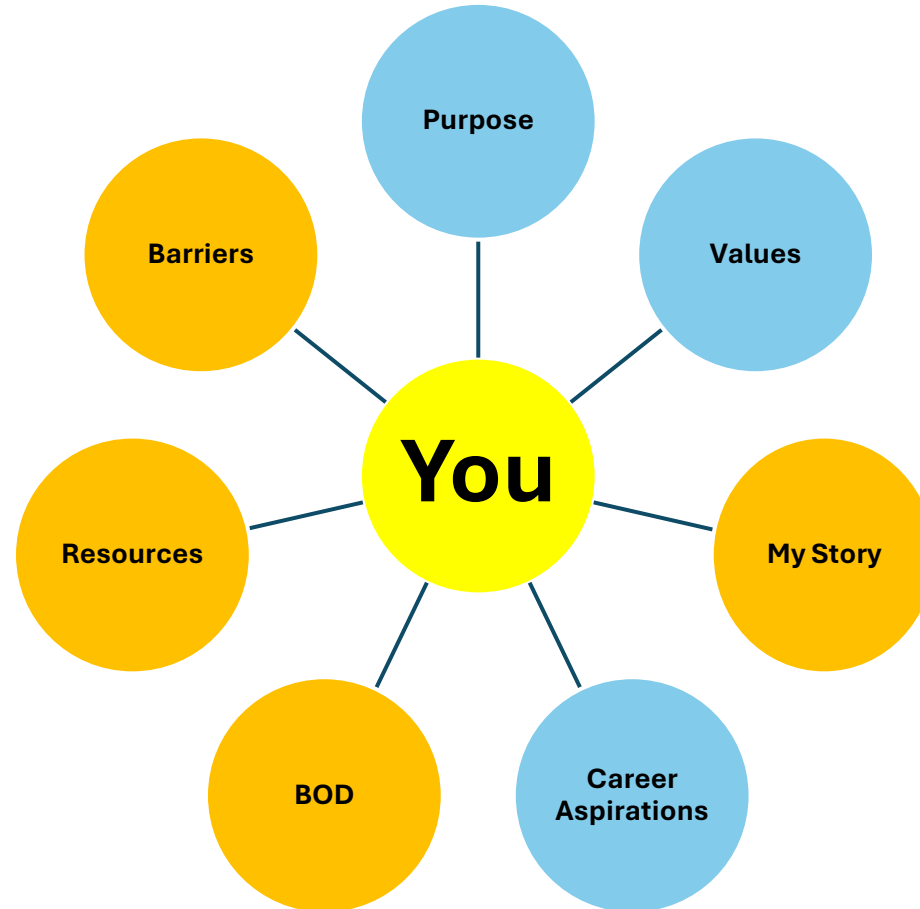 Purpose
Barriers
Values
You
Resources
My Story
BOD
Career
Aspirations